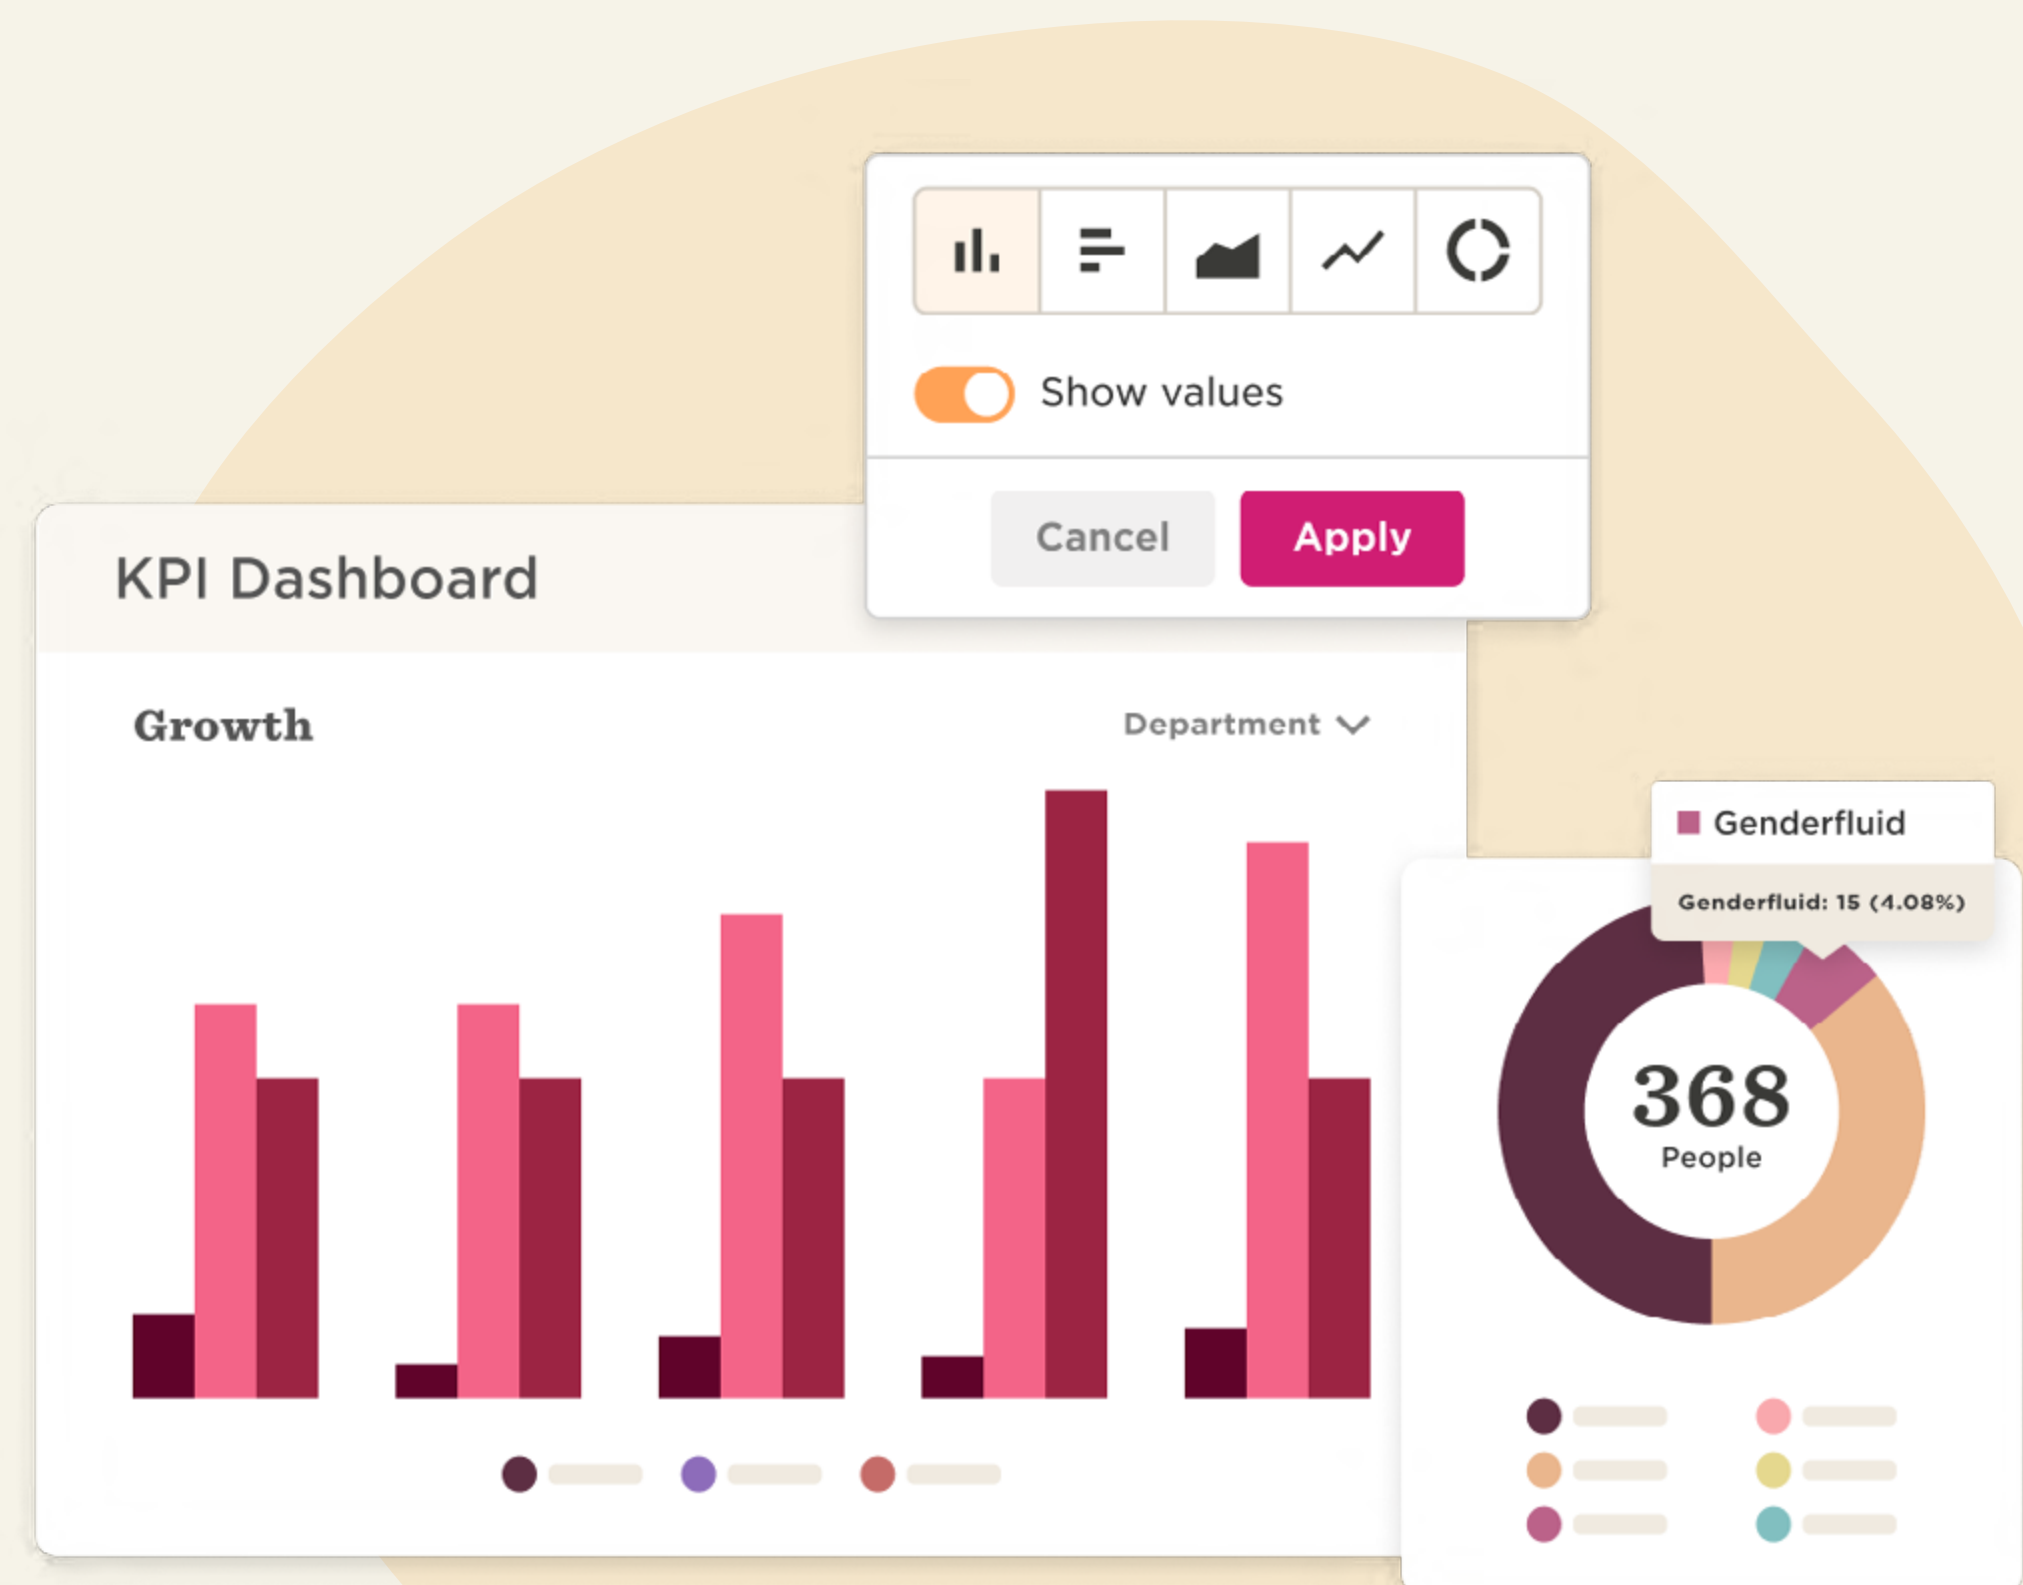 Show values
Cancel
Apply
KPI Dashboard
Growth
Department
Genderfluid
Genderfluid: 15 (4.08%)
368
People